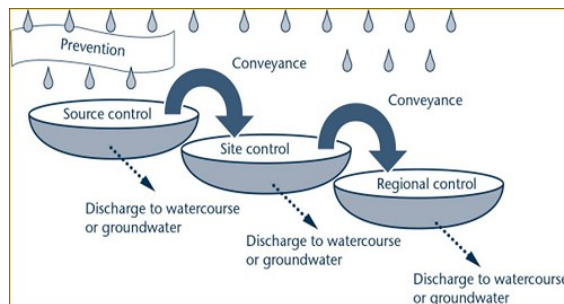 Prevention
Conveyance
Source control
Conveyance
Site control
Regional control
Discharge to watercourse
or groundwater
Discharge to watercourse
or groundwater
Discharge to watercourse
or groundwater